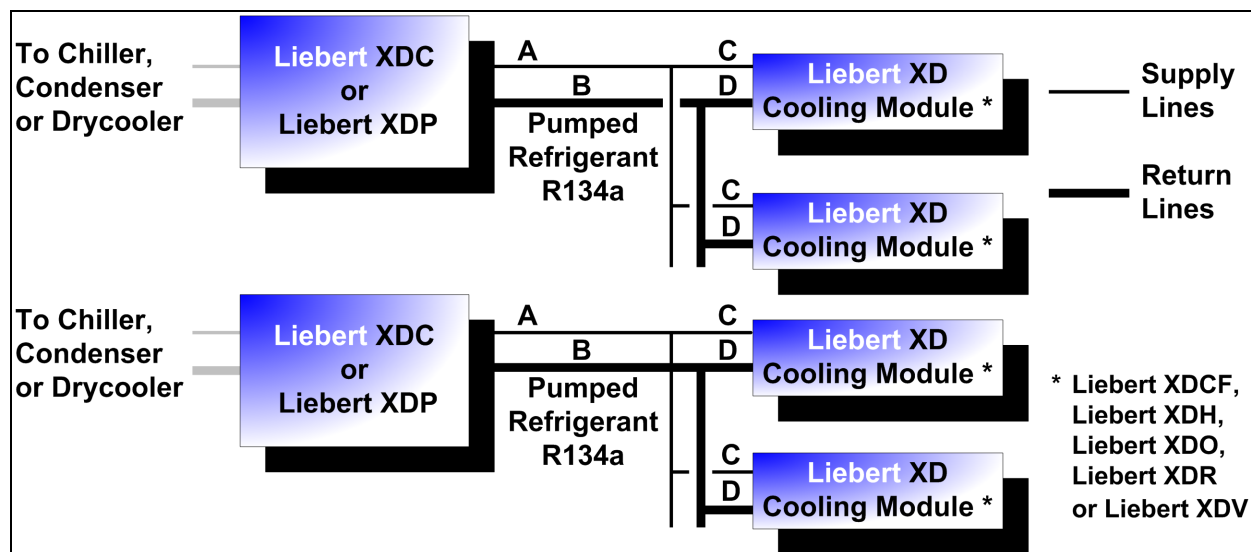 To Chiller,
Condenser
or Drycooler
Liebert XDC
or
Liebert XDP
A
B
Pumped
Refrigerant
R134a
C
D
Liebert XD
Cooling Module *
C
D
Liebert XD
Cooling Module *
Supply
Lines
Return
Lines
To Chiller,
Condenser
or Drycooler
Liebert XDC
or
Liebert XDP
A
B
Pumped
Refrigerant
R134a
C
D
Liebert XD
Cooling Module *
C
D
Liebert XD
Cooling Module *
* Liebert XDCF,
Liebert XDH,
Liebert XDO,
Liebert XDR
or Liebert XDV